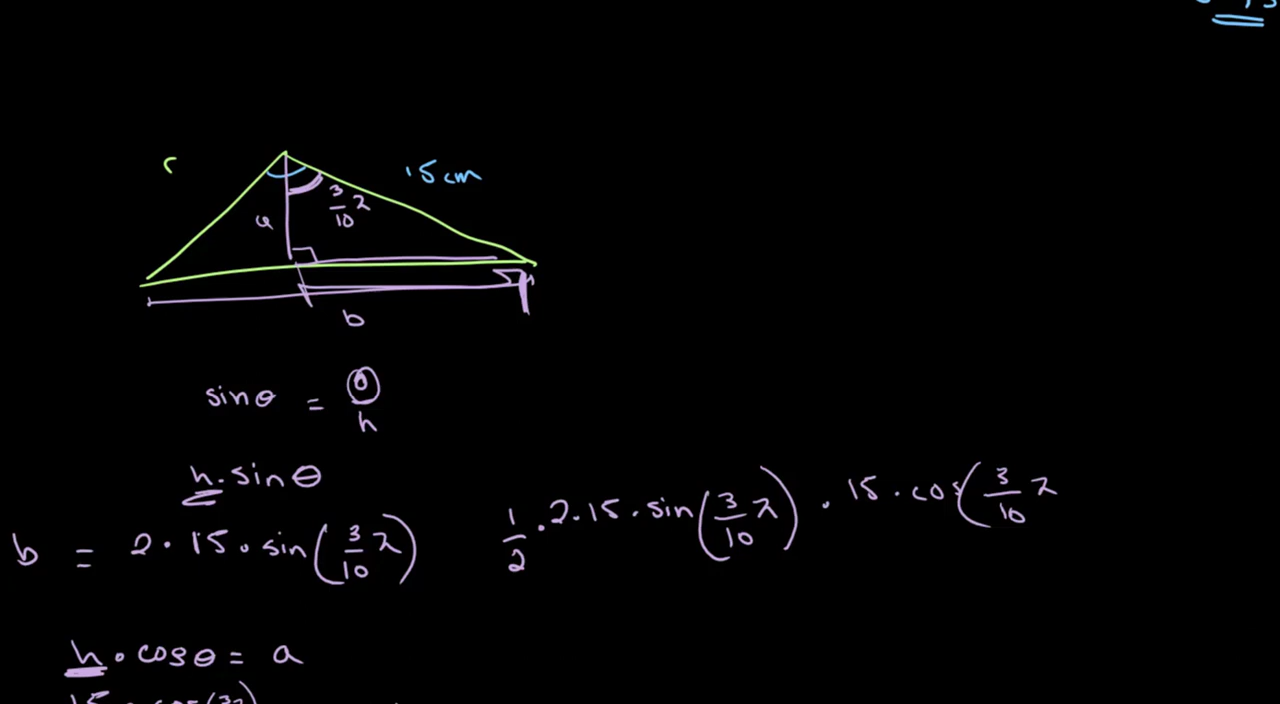 r
15 cm
a
3/10 π
b
sinθ = o/h
h · sinθ
b = 2 · 15 · sin(3/10 π)
1/2 · 2 · 15 · sin(3/10 π) · 15 · cos(3/10 π
h · cosθ = a